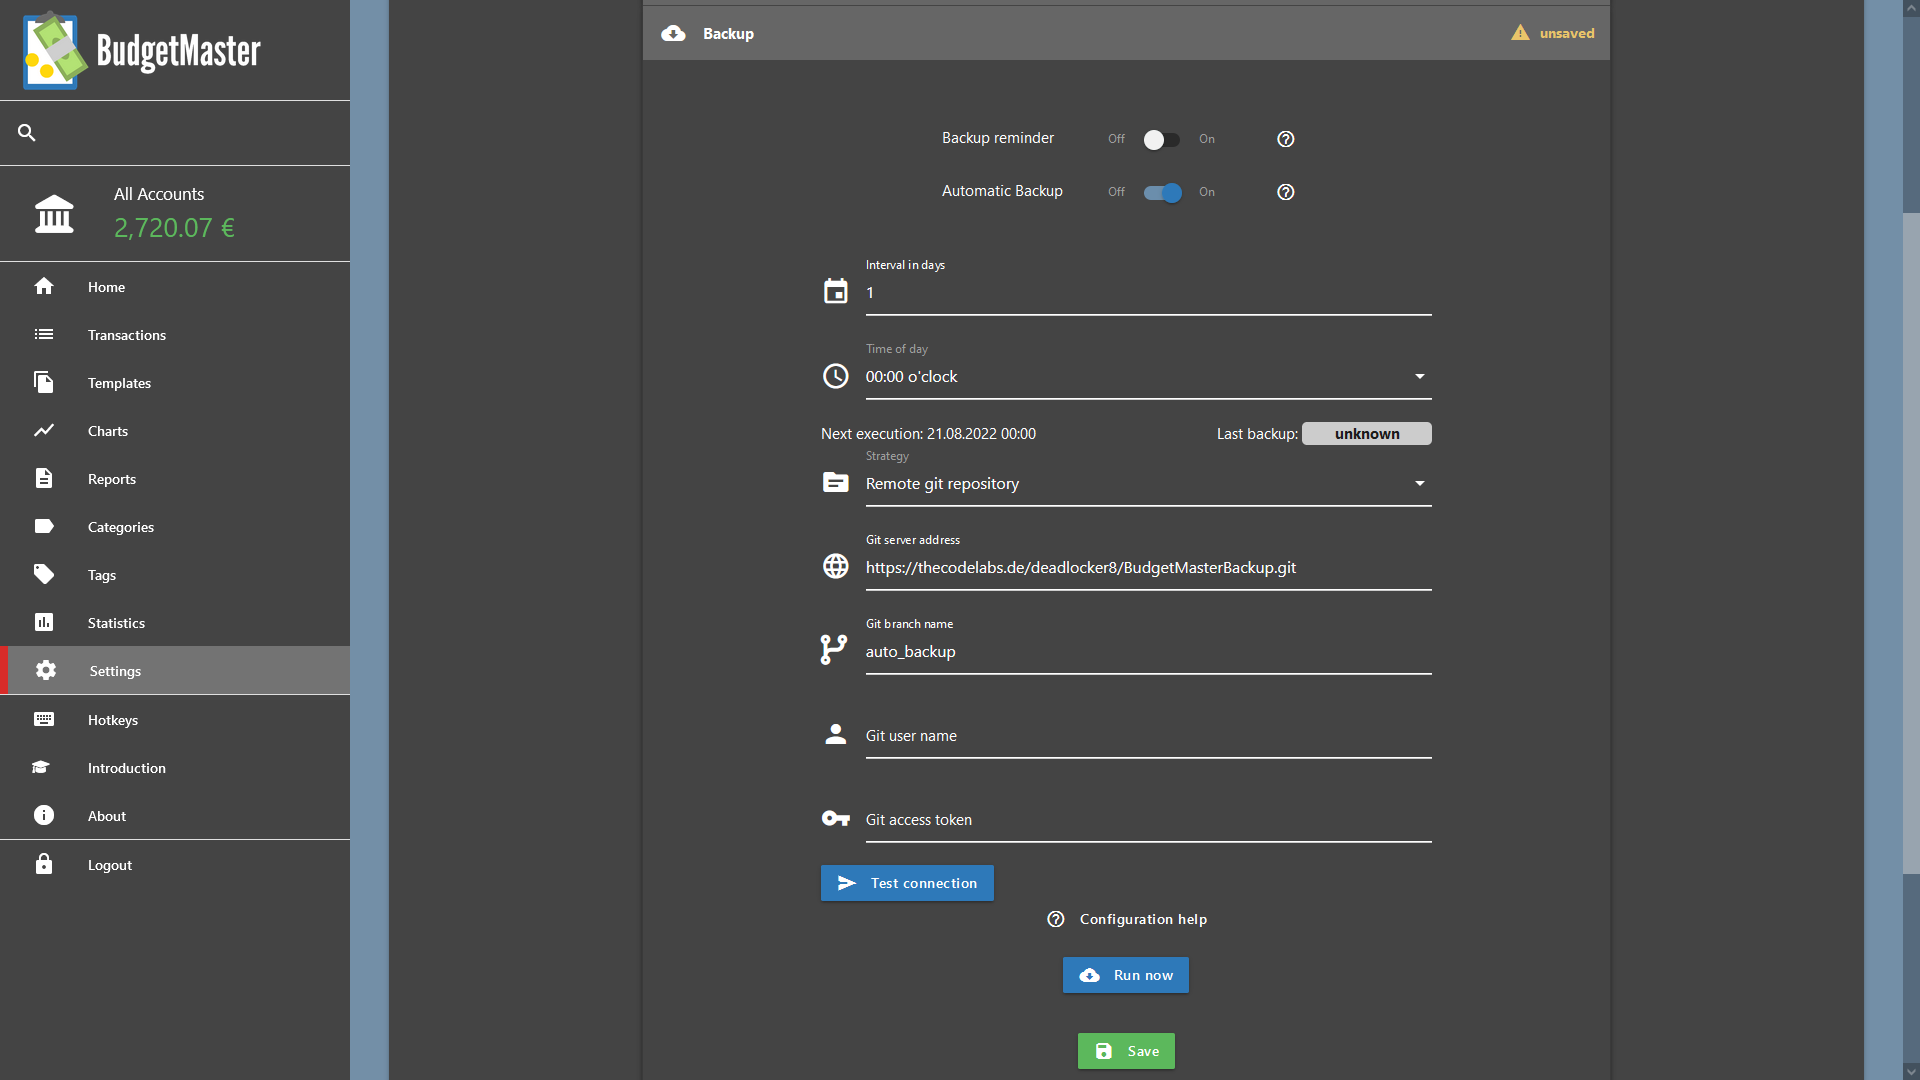 BudgetMaster
All Accounts
2,720.07 €
Home
Transactions
Templates
Charts
Reports
Categories
Tags
Statistics
Settings
Hotkeys
Introduction
About
Logout
Backup
unsaved
Backup reminder Off On
Automatic Backup Off On
Interval in days
1
Time of day
00:00 o'clock
Next execution: 21.08.2022 00:00 Last backup: unknown
Strategy
Remote git repository
Git server address
https://thecodelabs.de/deadlocker8/BudgetMasterBackup.git
Git branch name
auto_backup
Git user name
Git access token
Test connection
Configuration help
Run now
Save